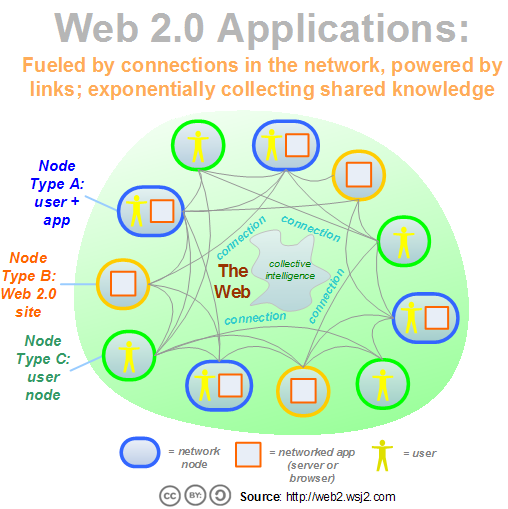 Web 2.0 Applications:
Fueled by connections in the network, powered by
links; exponentially collecting shared knowledge
Node
Type A:
user +
app
Node
Type B:
Web 2.0
site
Node
Type C:
user
node
connection
connection
The
Web
collective
intelligence
connection
connection
= network
node
= networked app
(server or
browser)
= user
cc BY:
Source: http://web2.wsj2.com